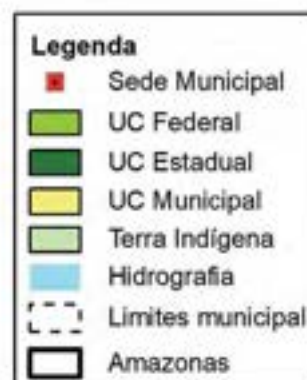 Legenda
Sede Municipal
UC Federal
UC Estadual
UC Municipal
Terra Indígena
Hidrografia
Limites municipal
Amazonas